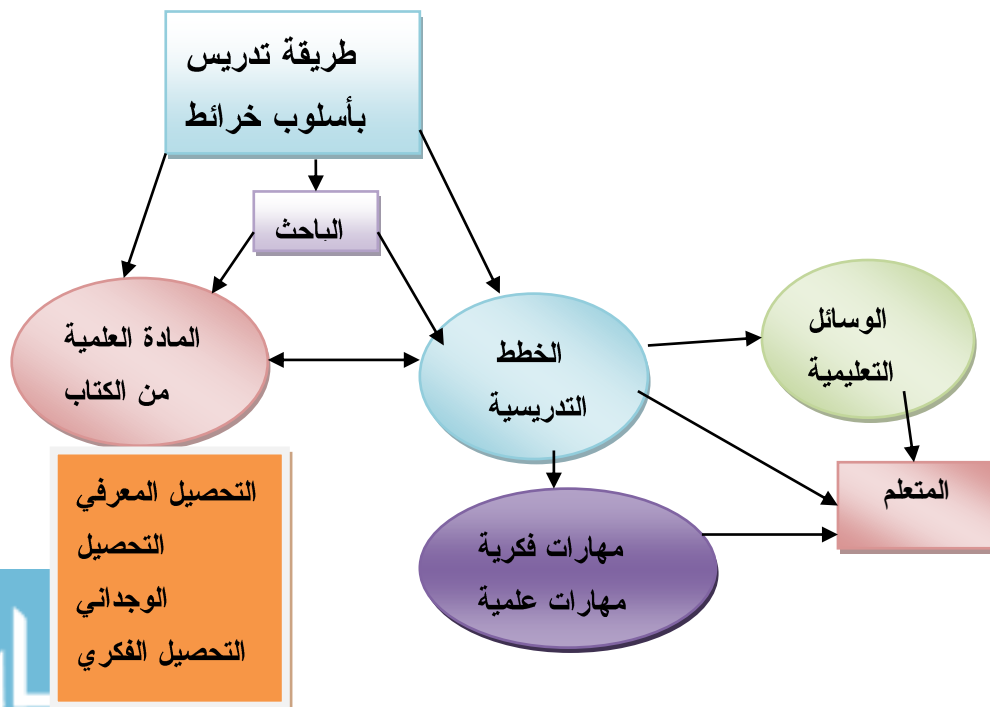 طريقة تدريس
بأسلوب خرائط
الباحث
المادة العلمية
من الكتاب
الخطط
التدريسية
الوسائل
التعليمية
المتعلم
مهارات فكرية
مهارات علمية
التحصيل المعرفي
التحصيل
الوجداني
التحصيل الفكري